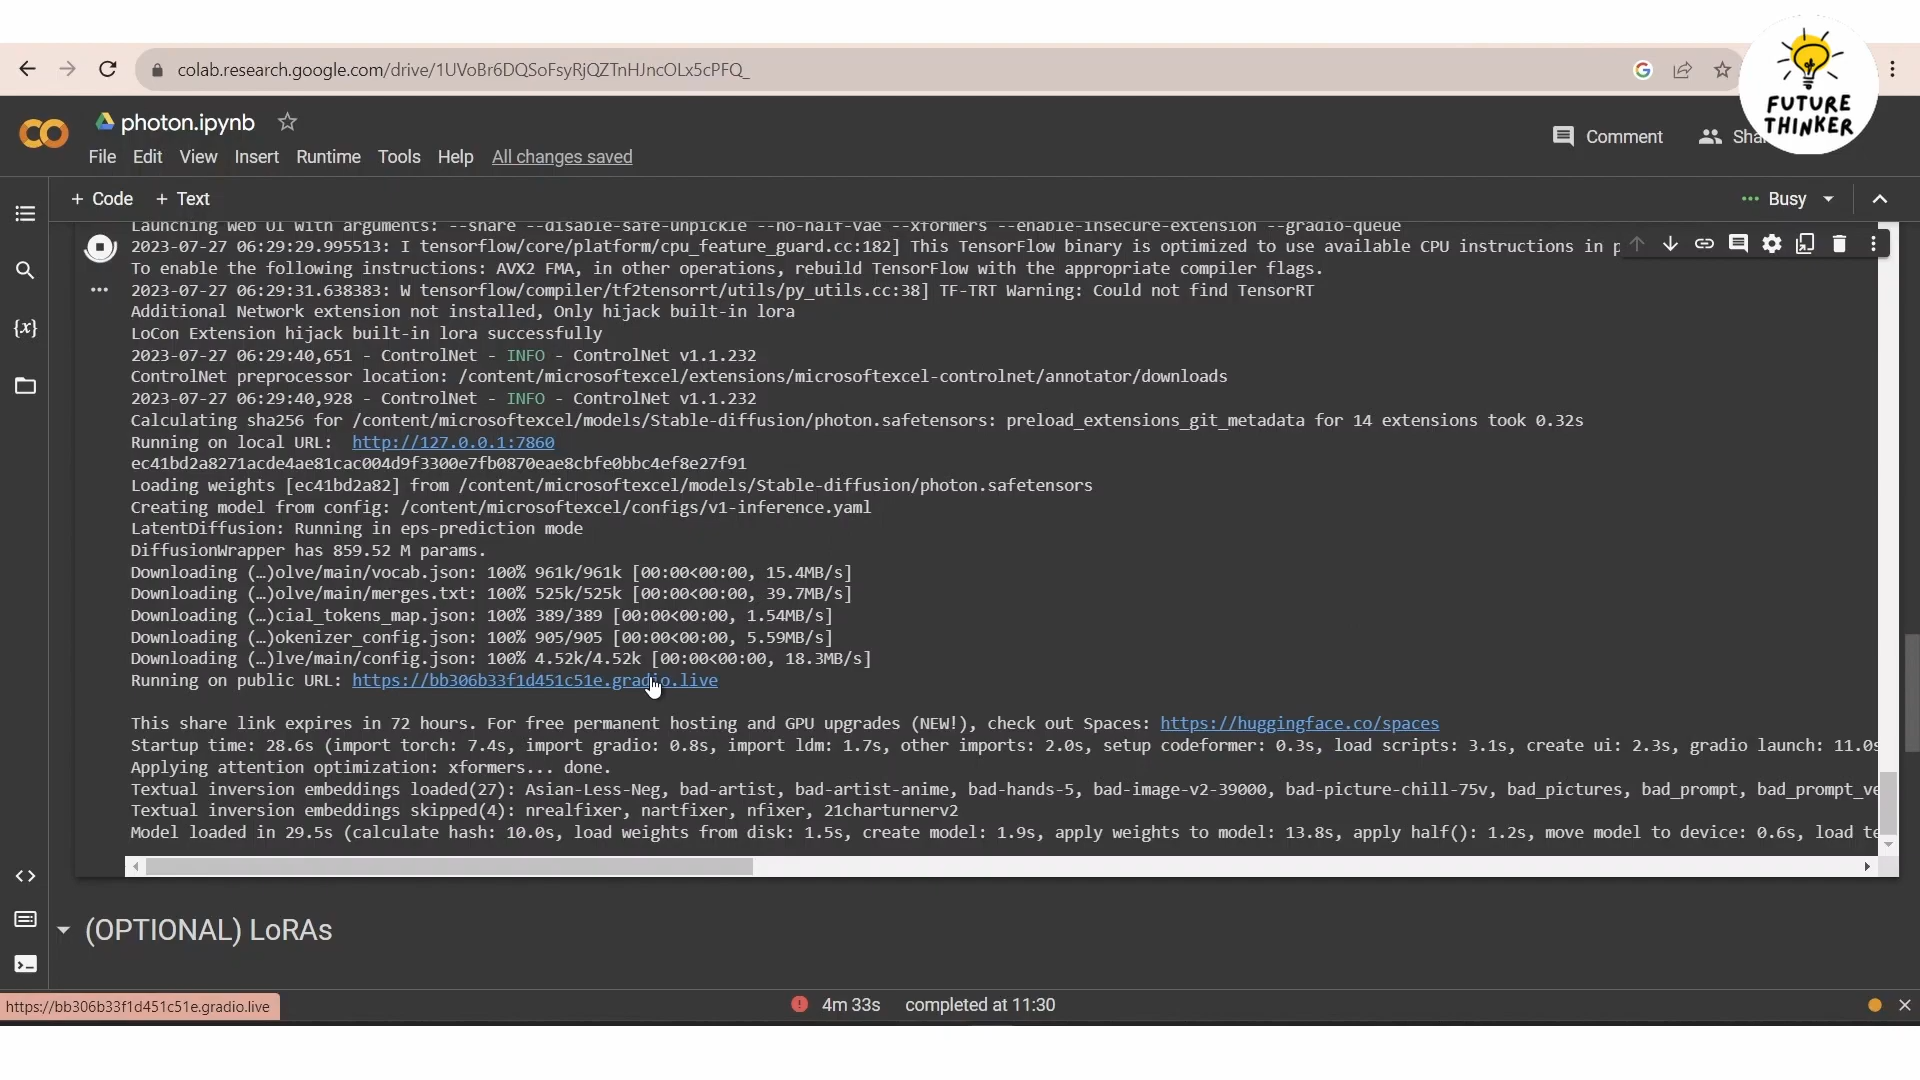 colab.research.google.com/drive/1UVoBr6DQSoFsyRjQZTnHJncOLx5cPFQ_
FUTURE
THINKER
photon.ipynb
Comment
File Edit View Insert Runtime Tools Help All changes saved
+ Code + Text
Busy
Launching Web UI with arguments: --share --disable-safe-unpickle --no-half-vae --xformers --enable-insecure-extension --gradio-queue
2023-07-27 06:29:29.995513: I tensorflow/core/platform/cpu_feature_guard.cc:182] This TensorFlow binary is optimized to use available CPU instructions in p
To enable the following instructions: AVX2 FMA, in other operations, rebuild TensorFlow with the appropriate compiler flags.
2023-07-27 06:29:31.638383: W tensorflow/compiler/tf2tensorrt/utils/py_utils.cc:38] TF-TRT Warning: Could not find TensorRT
Additional Network extension not installed, Only hijack built-in lora
LoCon Extension hijack built-in lora successfully
2023-07-27 06:29:40,651 - ControlNet - INFO - ControlNet v1.1.232
ControlNet preprocessor location: /content/microsoftexcel/extensions/microsoftexcel-controlnet/annotator/downloads
2023-07-27 06:29:40,928 - ControlNet - INFO - ControlNet v1.1.232
Calculating sha256 for /content/microsoftexcel/models/Stable-diffusion/photon.safetensors: preload_extensions_git_metadata for 14 extensions took 0.32s
Running on local URL: http://127.0.0.1:7860
ec41bd2a8271acde4ae81cac004d9f3300e7fb0870eae8cbfe0bbc4ef8e27f91
Loading weights [ec41bd2a82] from /content/microsoftexcel/models/Stable-diffusion/photon.safetensors
Creating model from config: /content/microsoftexcel/configs/v1-inference.yaml
LatentDiffusion: Running in eps-prediction mode
DiffusionWrapper has 859.52 M params.
Downloading (…)olve/main/vocab.json: 100% 961k/961k [00:00<00:00, 15.4MB/s]
Downloading (…)olve/main/merges.txt: 100% 525k/525k [00:00<00:00, 39.7MB/s]
Downloading (…)cial_tokens_map.json: 100% 389/389 [00:00<00:00, 1.54MB/s]
Downloading (…)okenizer_config.json: 100% 905/905 [00:00<00:00, 5.59MB/s]
Downloading (…)lve/main/config.json: 100% 4.52k/4.52k [00:00<00:00, 18.3MB/s]
Running on public URL: https://bb306b33f1d451c51e.gradio.live
This share link expires in 72 hours. For free permanent hosting and GPU upgrades (NEW!), check out Spaces: https://huggingface.co/spaces
Startup time: 28.6s (import torch: 7.4s, import gradio: 0.8s, import ldm: 1.7s, other imports: 2.0s, setup codeformer: 0.3s, load scripts: 3.1s, create ui: 2.3s, gradio launch: 11.0s
Applying attention optimization: xformers... done.
Textual inversion embeddings loaded(27): Asian-Less-Neg, bad-artist, bad-artist-anime, bad-hands-5, bad-image-v2-39000, bad-picture-chill-75v, bad_pictures, bad_prompt, bad_prompt_ve
Textual inversion embeddings skipped(4): nrealfixer, nartfixer, nfixer, 21charturnerv2
Model loaded in 29.5s (calculate hash: 10.0s, load weights from disk: 1.5s, create model: 1.9s, apply weights to model: 13.8s, apply half(): 1.2s, move model to device: 0.6s, load te
(OPTIONAL) LoRAs
https://bb306b33f1d451c51e.gradio.live
4m 33s completed at 11:30